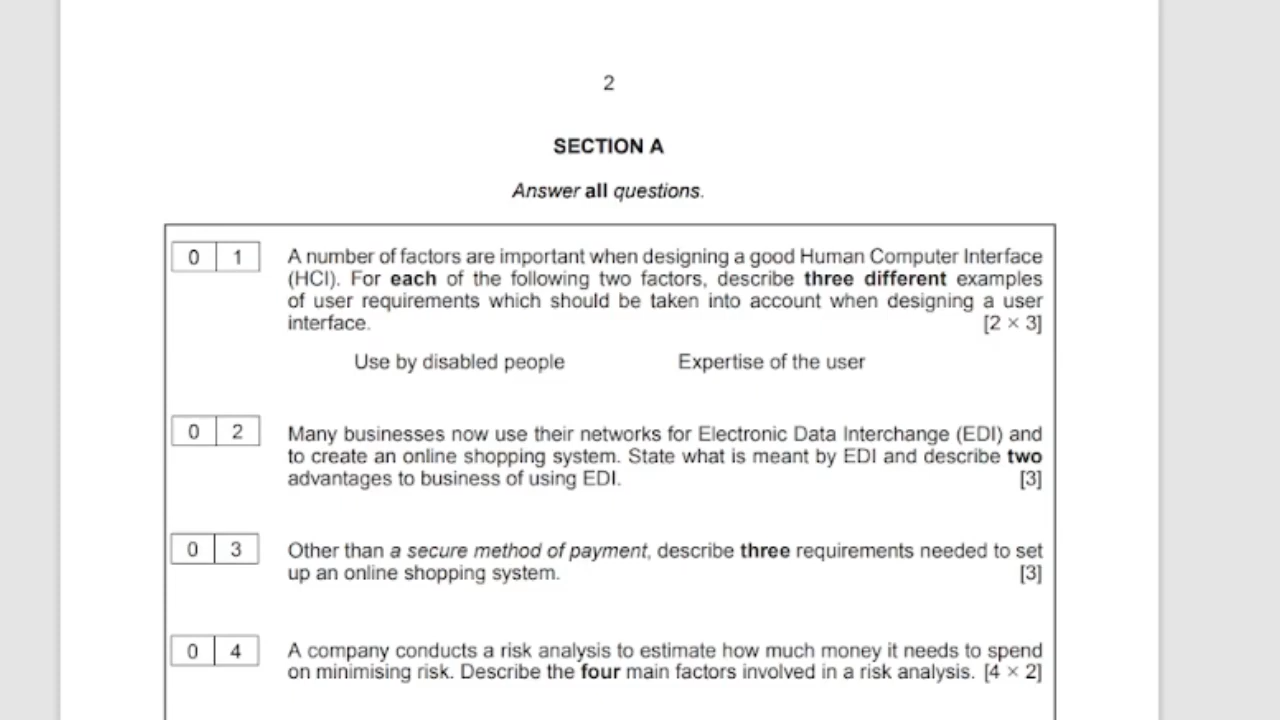 2
SECTION A
Answer all questions.
0 1 A number of factors are important when designing a good Human Computer Interface
(HCI). For each of the following two factors, describe three different examples
of user requirements which should be taken into account when designing a user
interface. [2 × 3]
Use by disabled people Expertise of the user
0 2 Many businesses now use their networks for Electronic Data Interchange (EDI) and
to create an online shopping system. State what is meant by EDI and describe two
advantages to business of using EDI. [3]
0 3 Other than a secure method of payment, describe three requirements needed to set
up an online shopping system. [3]
0 4 A company conducts a risk analysis to estimate how much money it needs to spend
on minimising risk. Describe the four main factors involved in a risk analysis. [4 × 2]